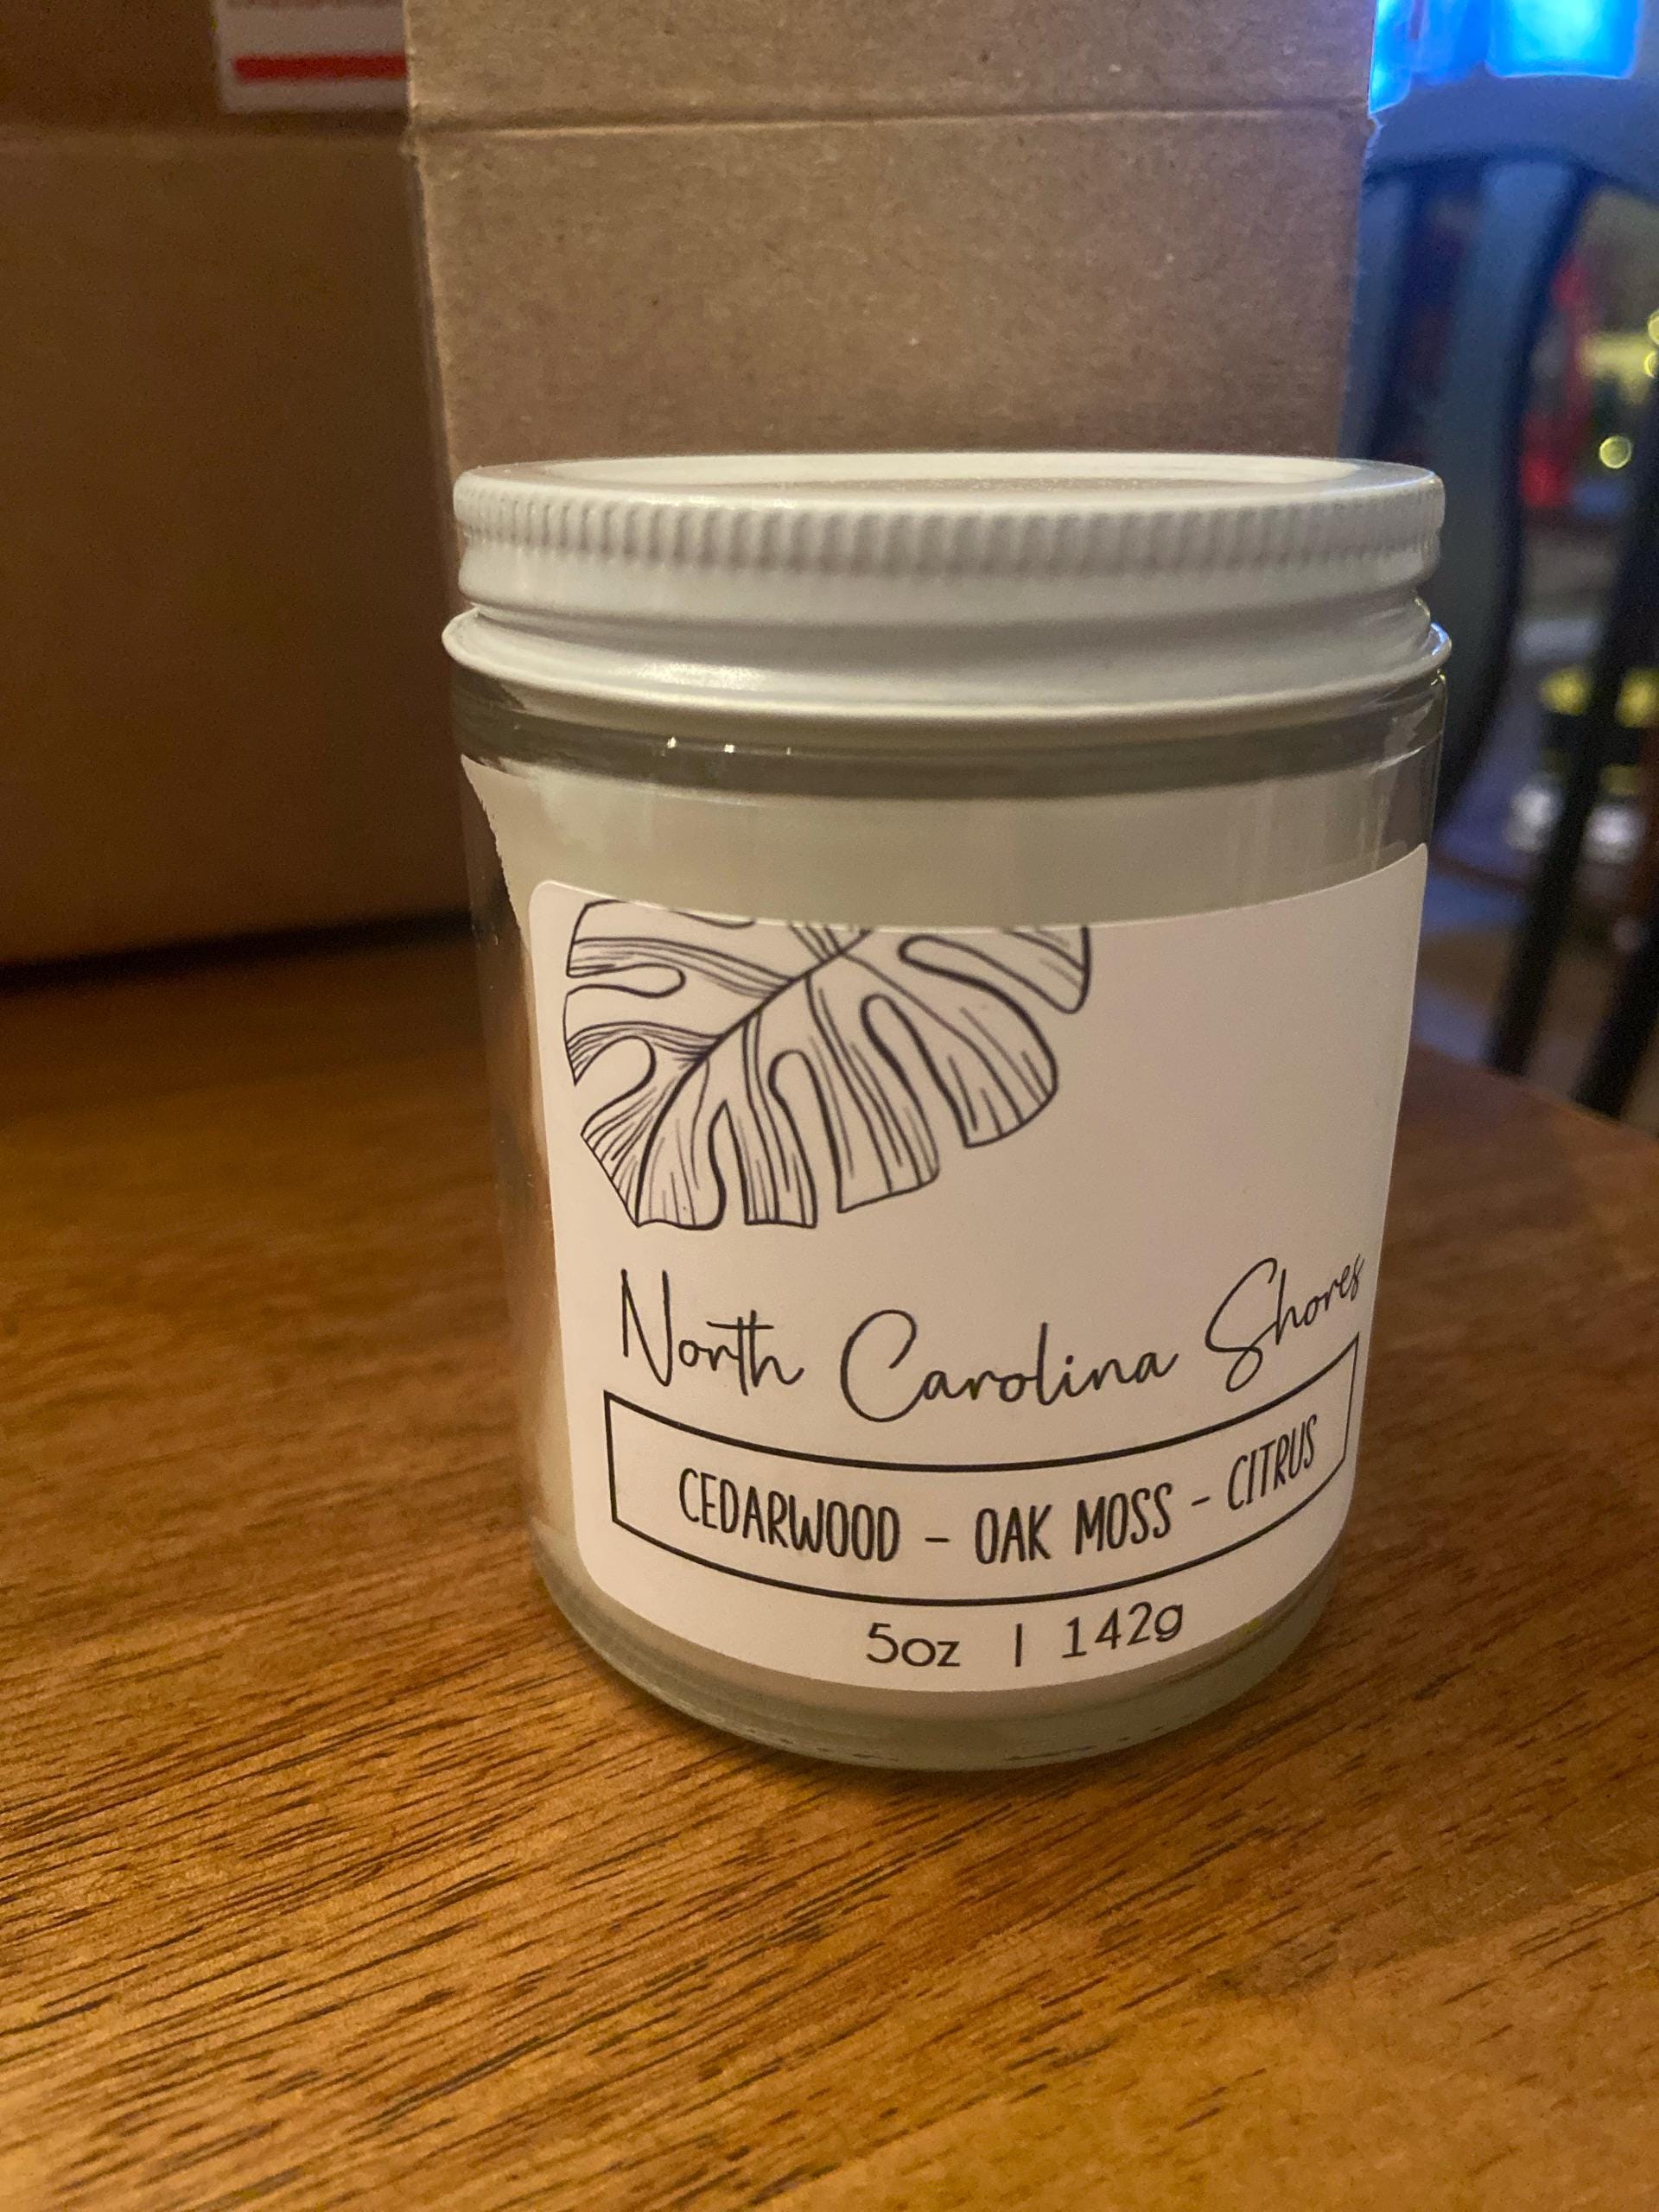 North Carolina Shores
CEDARWOOD - OAK MOSS - CITRUS
5oz | 142g